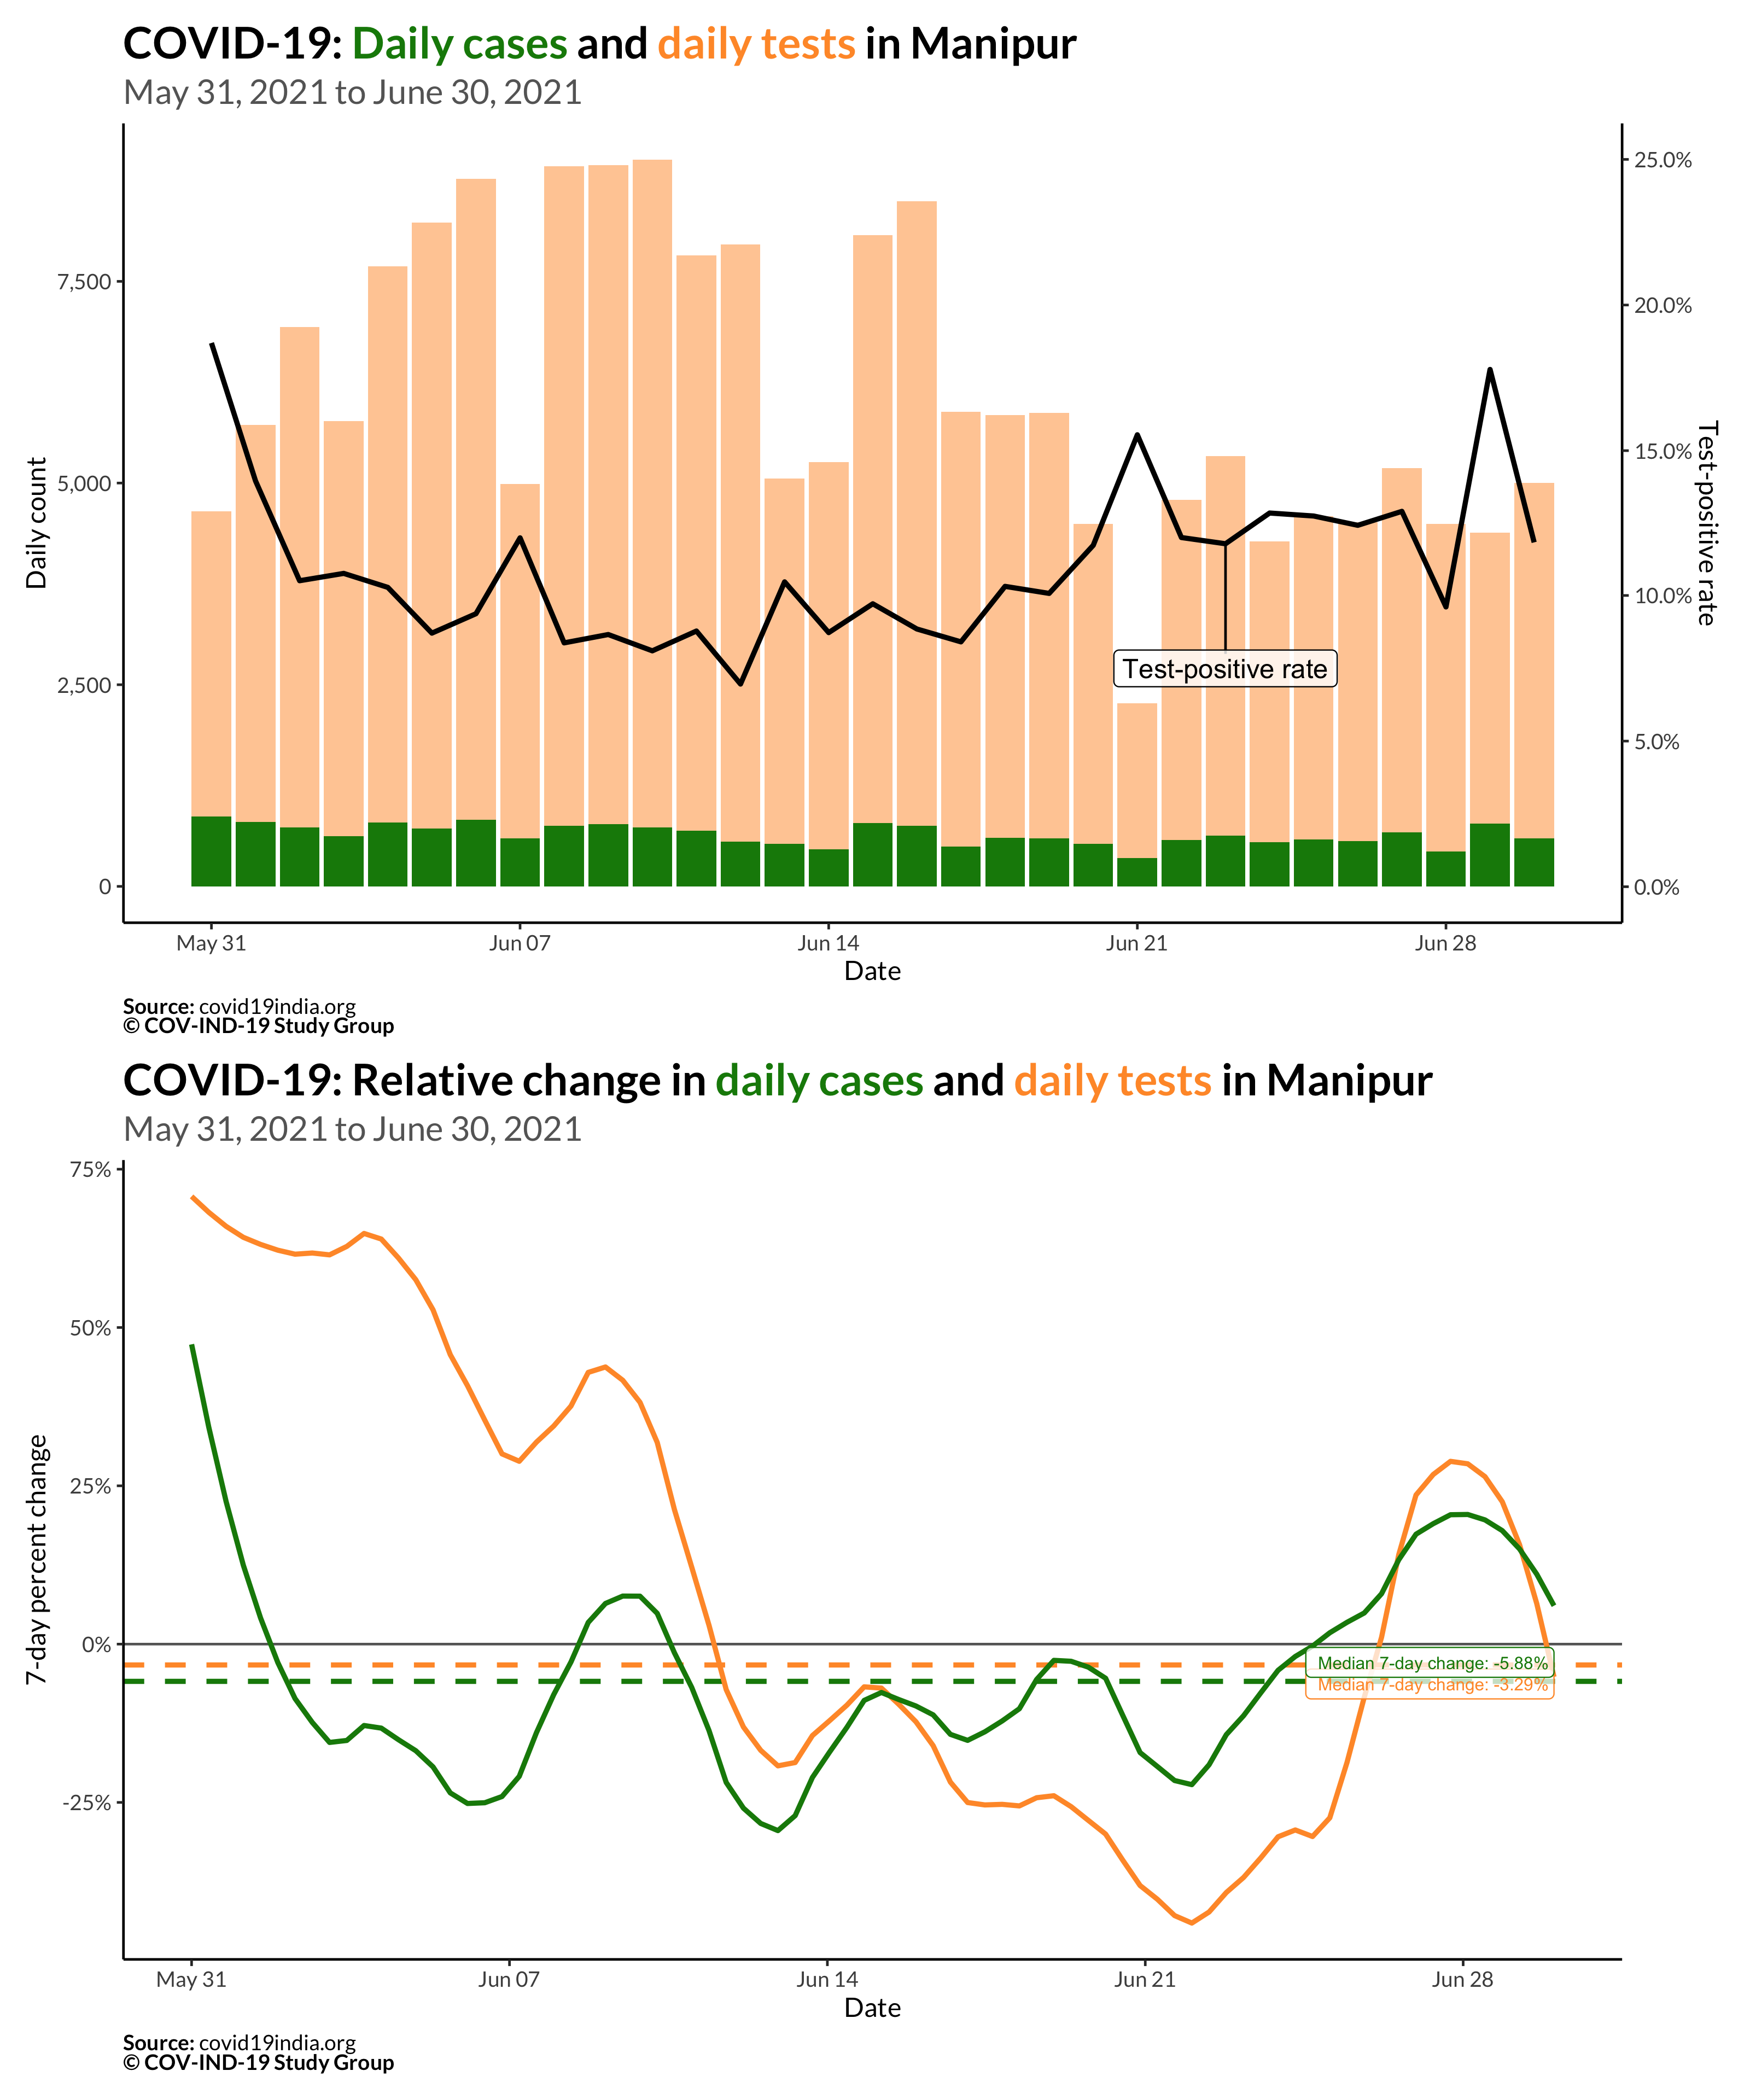 COVID-19: Daily cases and daily tests in Manipur
May 31, 2021 to June 30, 2021
Daily count
7,500
5,000
2,500
0
25.0%
20.0%
15.0%
10.0%
5.0%
0.0%
Test-positive rate
Test-positive rate
May 31
Jun 07
Jun 14
Jun 21
Jun 28
Date
Source: covid19india.org
© COV-IND-19 Study Group
COVID-19: Relative change in daily cases and daily tests in Manipur
May 31, 2021 to June 30, 2021
7-day percent change
75%
50%
25%
0%
-25%
Median 7-day change: -5.88%
Median 7-day change: -3.29%
May 31
Jun 07
Jun 14
Jun 21
Jun 28
Date
Source: covid19india.org
© COV-IND-19 Study Group